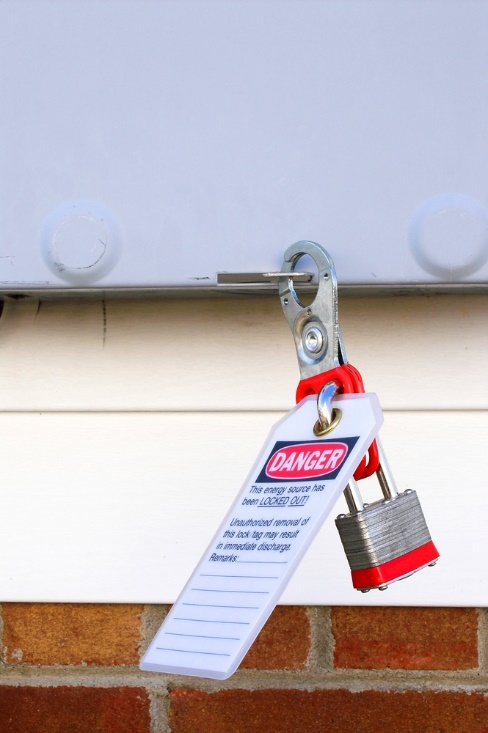 DANGER
This energy source has
been LOCKED OUT!
Unauthorized removal of
this lock tag may result
in immediate discharge.
Remarks: